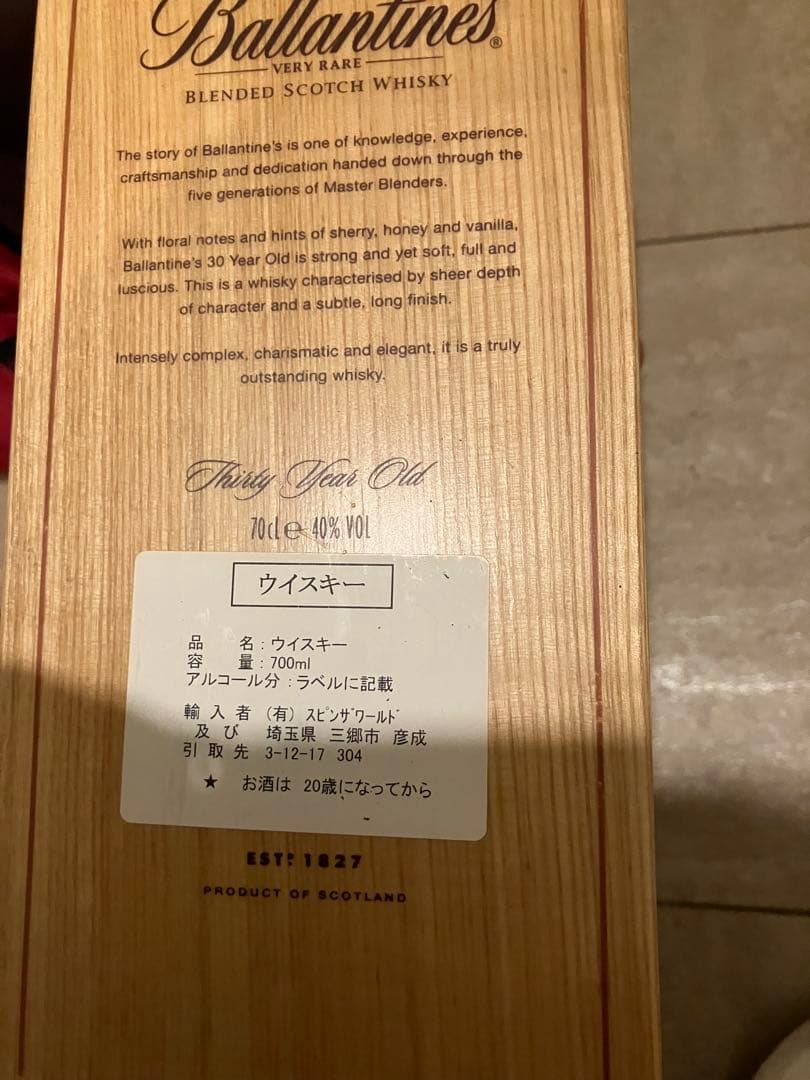 Ballantine's®
VERY RARE
BLENDED SCOTCH WHISKY
The story of Ballantine's is one of knowledge, experience,
craftsmanship and dedication handed down through the
five generations of Master Blenders.
With floral notes and hints of sherry, honey and vanilla,
Ballantine's 30 Year Old is strong and yet soft, full and
luscious. This is a whisky characterised by sheer depth
of character and a subtle, long finish.
Intensely complex, charismatic and elegant, it is a truly
outstanding whisky.
Thirty Year Old
70cL ℮ 40% VOL
ウイスキー
品 名:ウイスキー
容 量:700ml
アルコール分:ラベルに記載
輸入者 (有)スピンザワールド
及び 埼玉県 三郷市 彦成
引取先 3-12-17 304
★ お酒は 20歳になってから
ESTD 1827
PRODUCT OF SCOTLAND